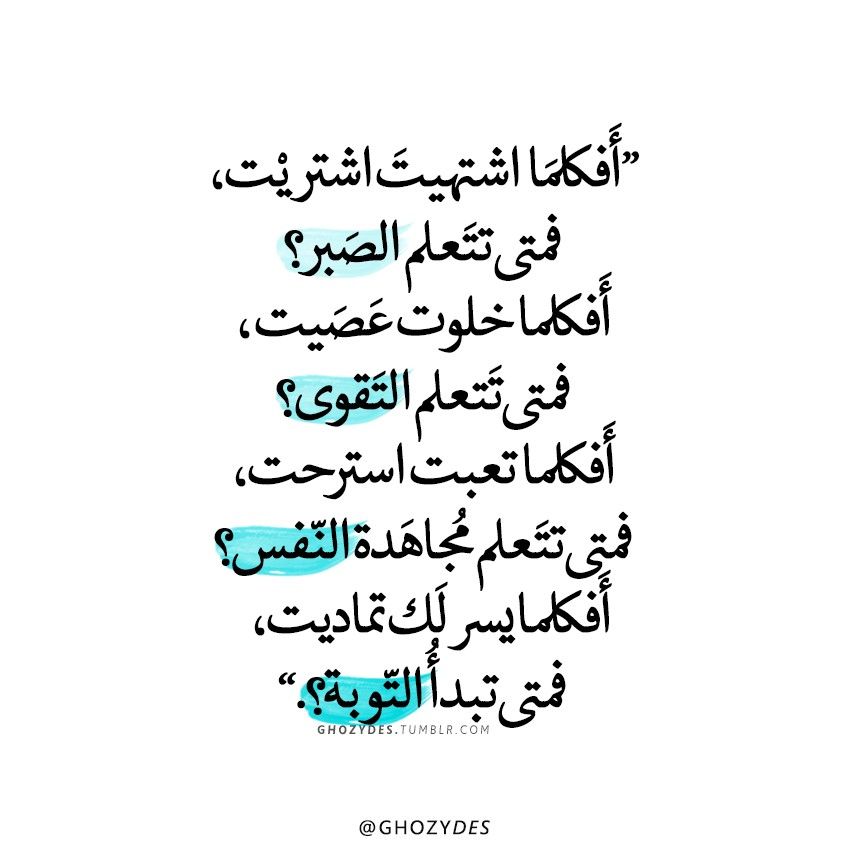 ”أَفكلمَا اشتهيتَ اشتريْت،
فمتى تتَعلم الصَبر؟
أَفكلما خلوت عَصَيت،
فمتى تَتعلم التَقوى؟
أَفكلما تعبت استرحت،
فمتى تتَعلم مُجاهَدة النّفس؟
أَفكلما يسر لَك تماديت،
فمتى تبدأُ التّوبة؟.“
GHOZYDES.TUMBLR.COM
@GHOZYDES